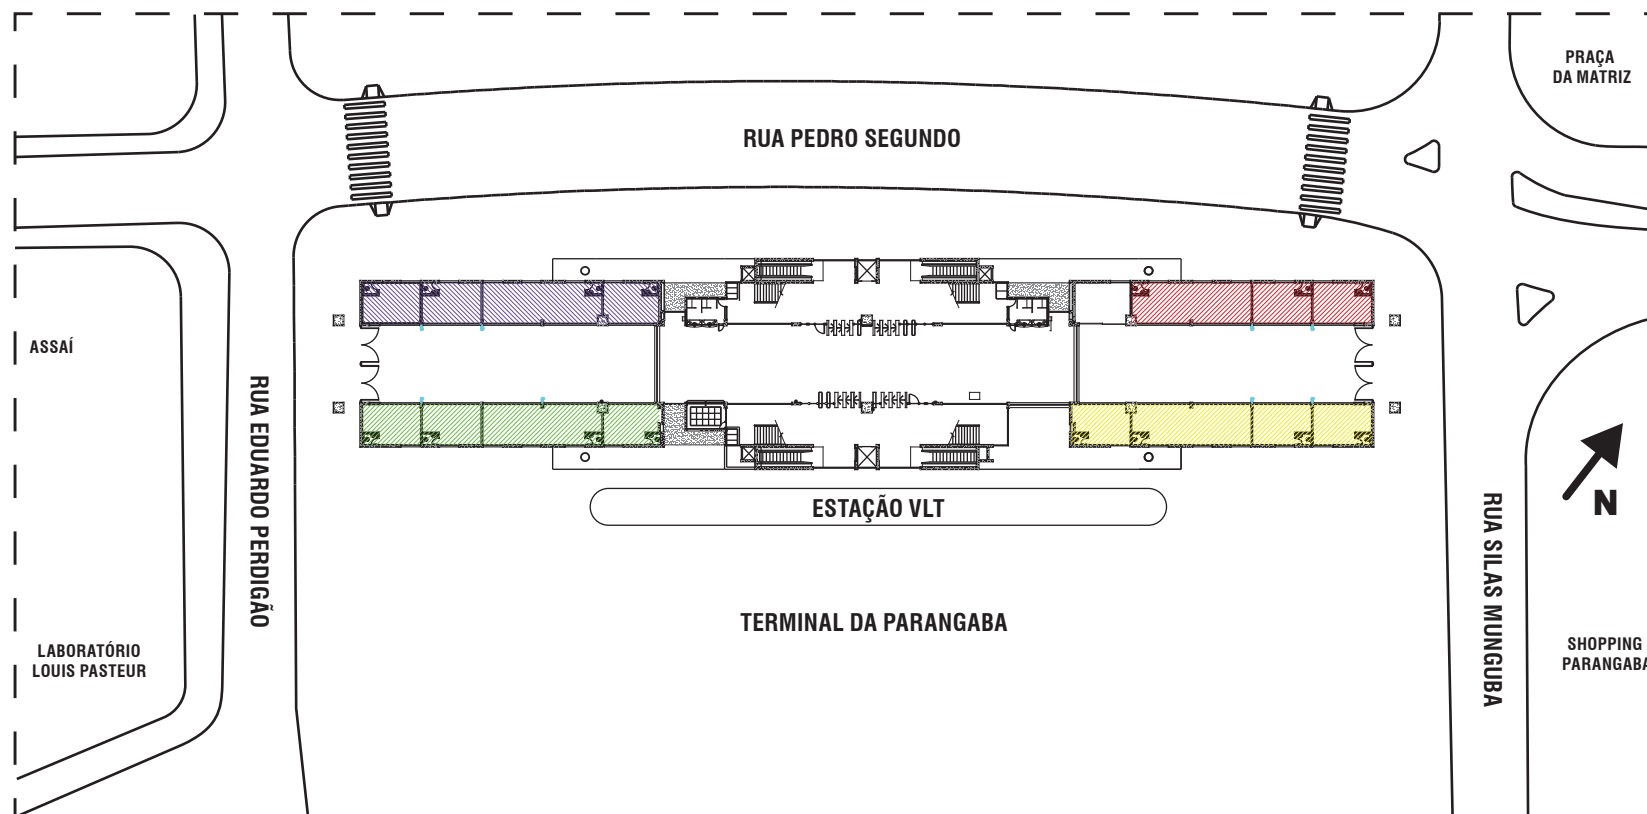 PRAÇA
DA MATRIZ
RUA PEDRO SEGUNDO
ASSAÍ
RUA EDUARDO PERDIGÃO
N
ESTAÇÃO VLT
RUA SILAS MUNGUBA
TERMINAL DA PARANGABA
LABORATÓRIO
LOUIS PASTEUR
SHOPPING
PARANGABA